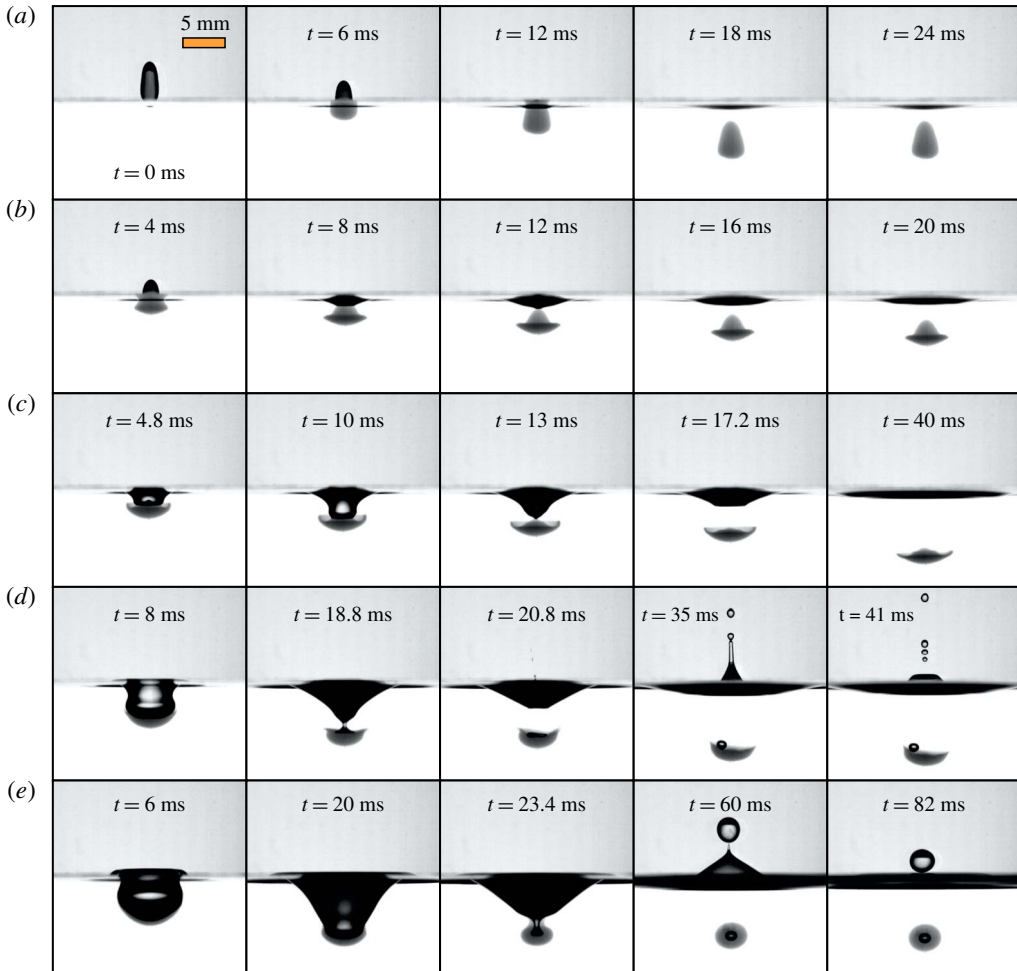 (a)
5 mm
t = 6 ms
t = 12 ms
t = 18 ms
t = 24 ms
t = 0 ms
(b)
t = 4 ms
t = 8 ms
t = 12 ms
t = 16 ms
t = 20 ms
(c)
t = 4.8 ms
t = 10 ms
t = 13 ms
t = 17.2 ms
t = 40 ms
(d)
t = 8 ms
t = 18.8 ms
t = 20.8 ms
t = 35 ms
t = 41 ms
(e)
t = 6 ms
t = 20 ms
t = 23.4 ms
t = 60 ms
t = 82 ms